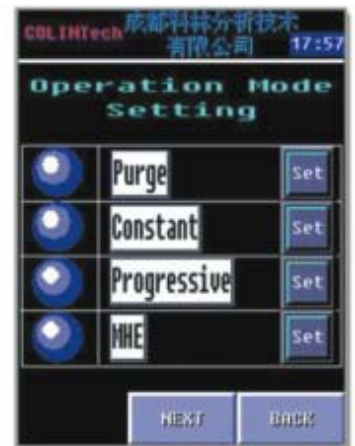 COLINTech 成都科林分析技术
有限公司 17:57
Operation Mode
Setting
Purge Set
Constant Set
Progressive Set
MHE Set
NEXT BACK